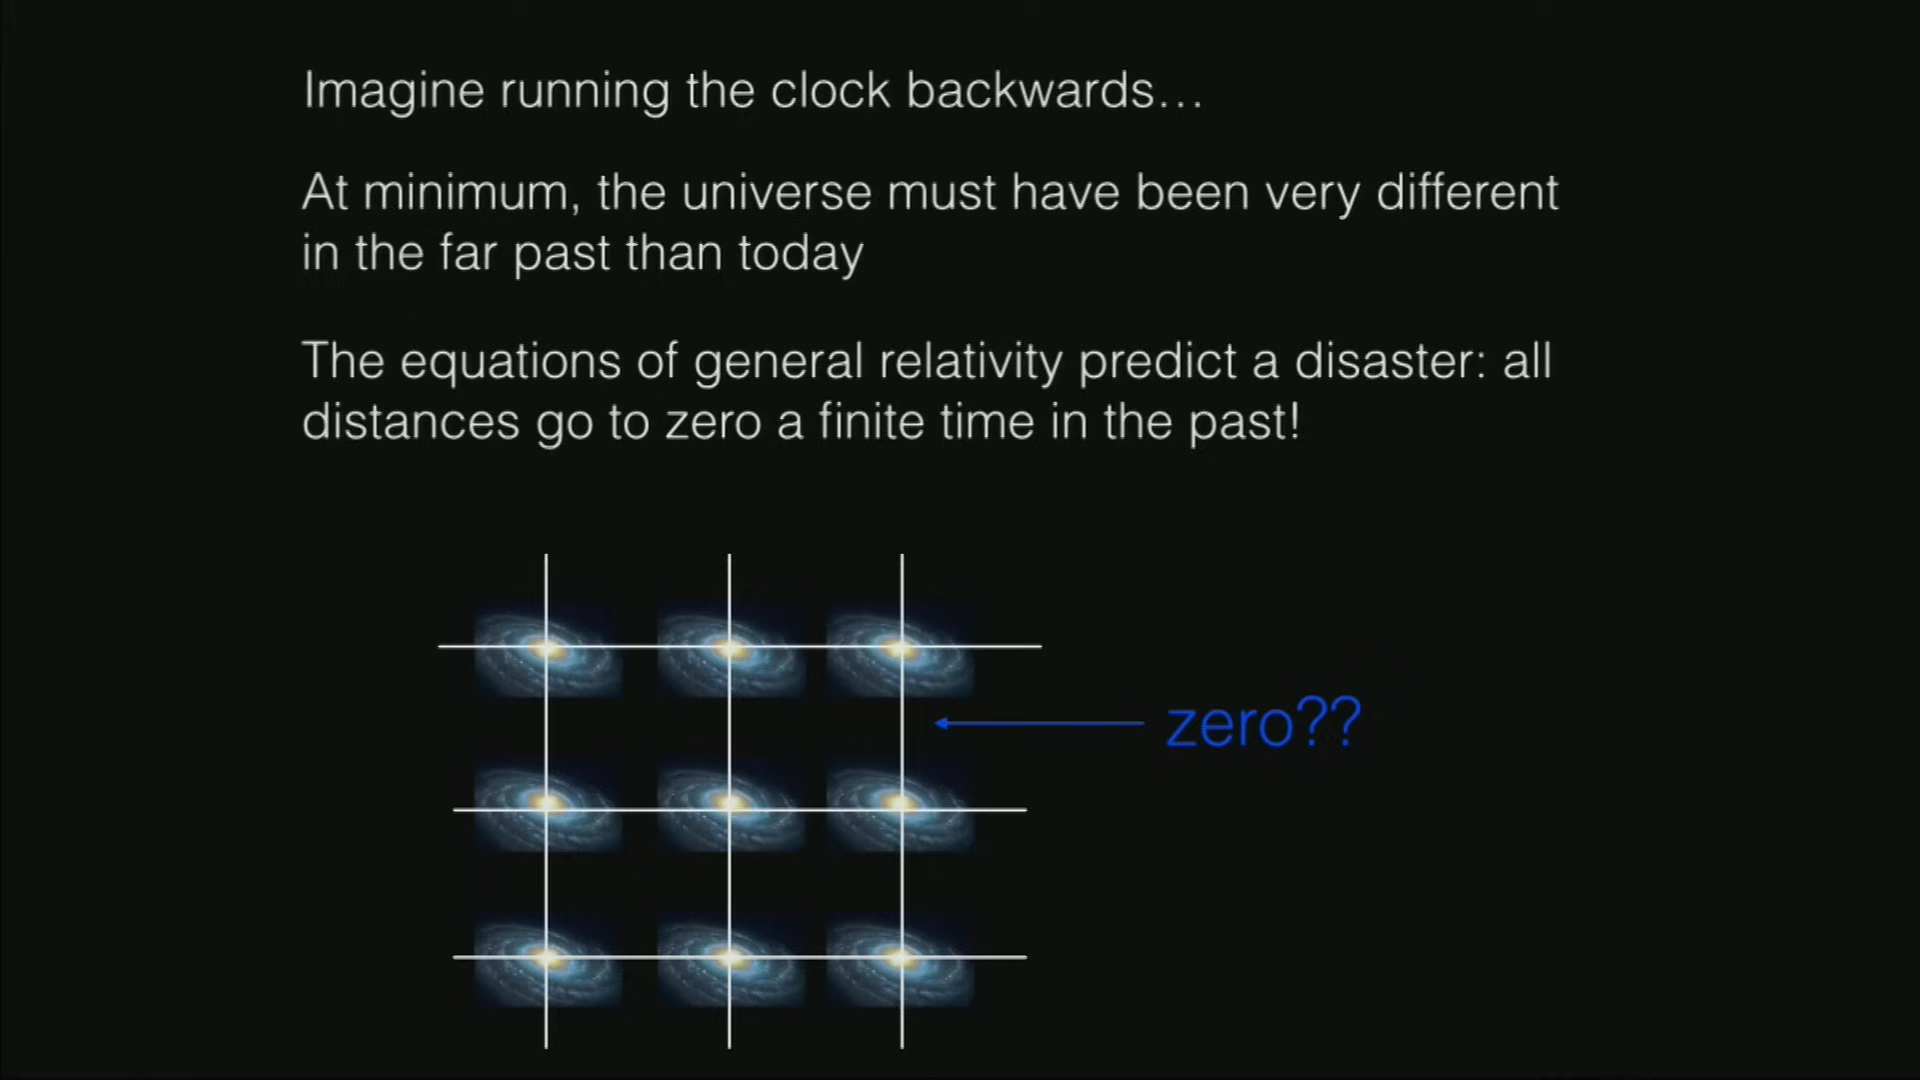 Imagine running the clock backwards…
At minimum, the universe must have been very different
in the far past than today
The equations of general relativity predict a disaster: all
distances go to zero a finite time in the past!
zero??